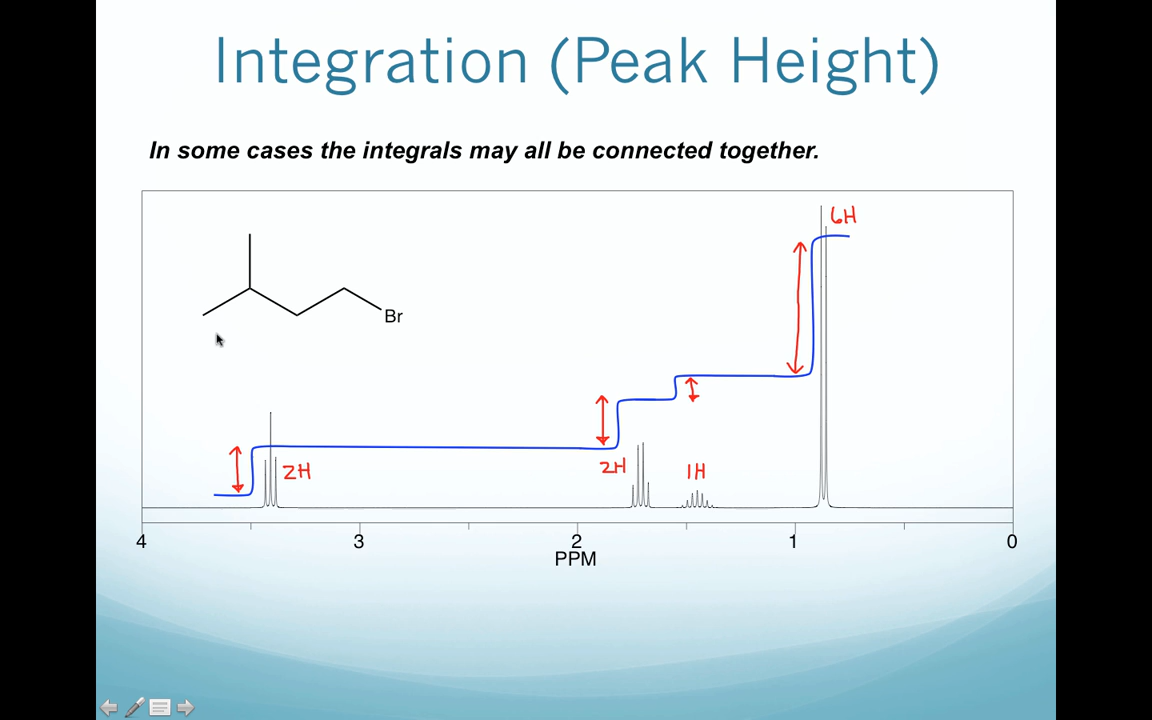 Integration (Peak Height)
In some cases the integrals may all be connected together.
6H
Br
2H
2H
1H
4 3 2 1 0
PPM